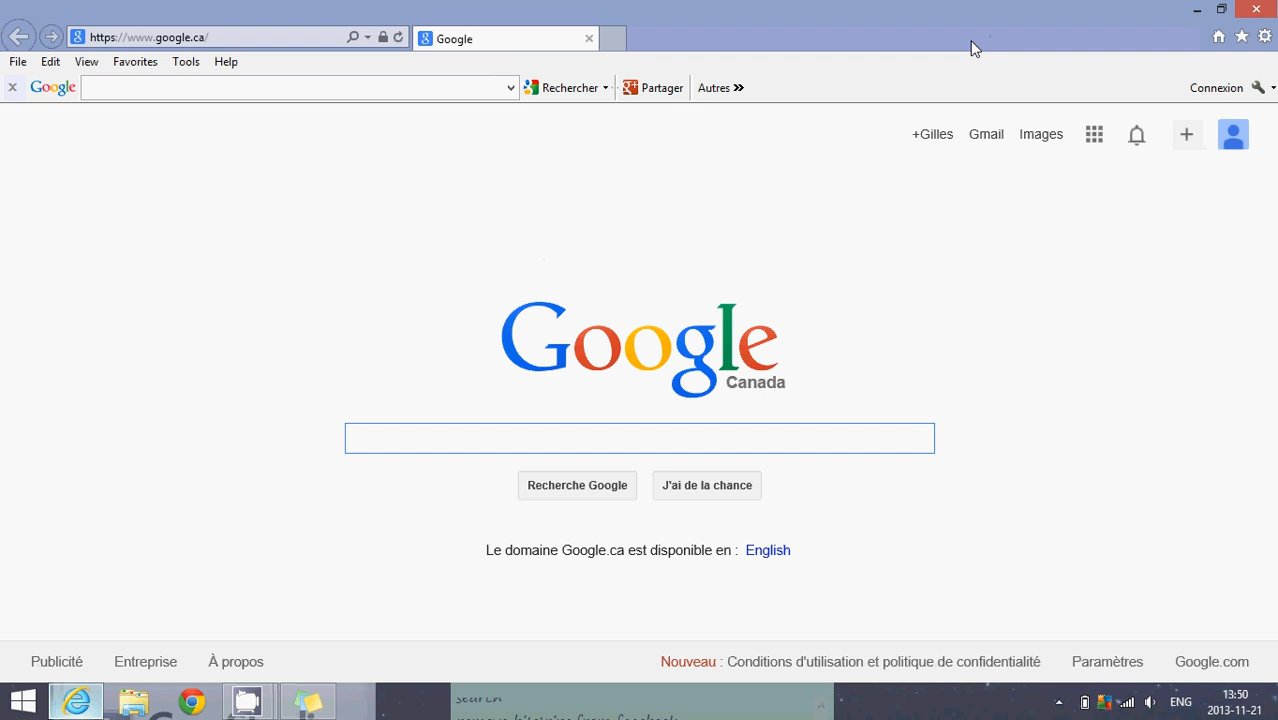 https://www.google.ca/
Google
File Edit View Favorites Tools Help
Google Rechercher Partager Autres Connexion
+Gilles Gmail Images
Google
Canada
Recherche Google J'ai de la chance
Le domaine Google.ca est disponible en : English
Publicité Entreprise À propos Nouveau : Conditions d'utilisation et politique de confidentialité Paramètres Google.com
search
ENG
13:50
2013-11-21